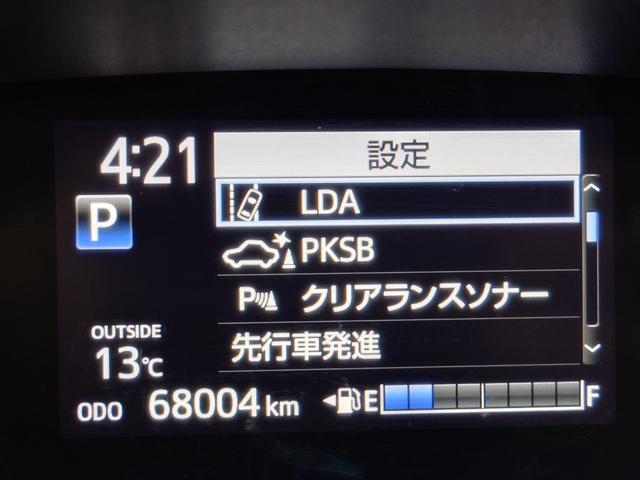 4:21
設定
LDA
P
PKSB
P クリアランスソナー
先行車発進
OUTSIDE
13℃
ODO 68004 km
E F